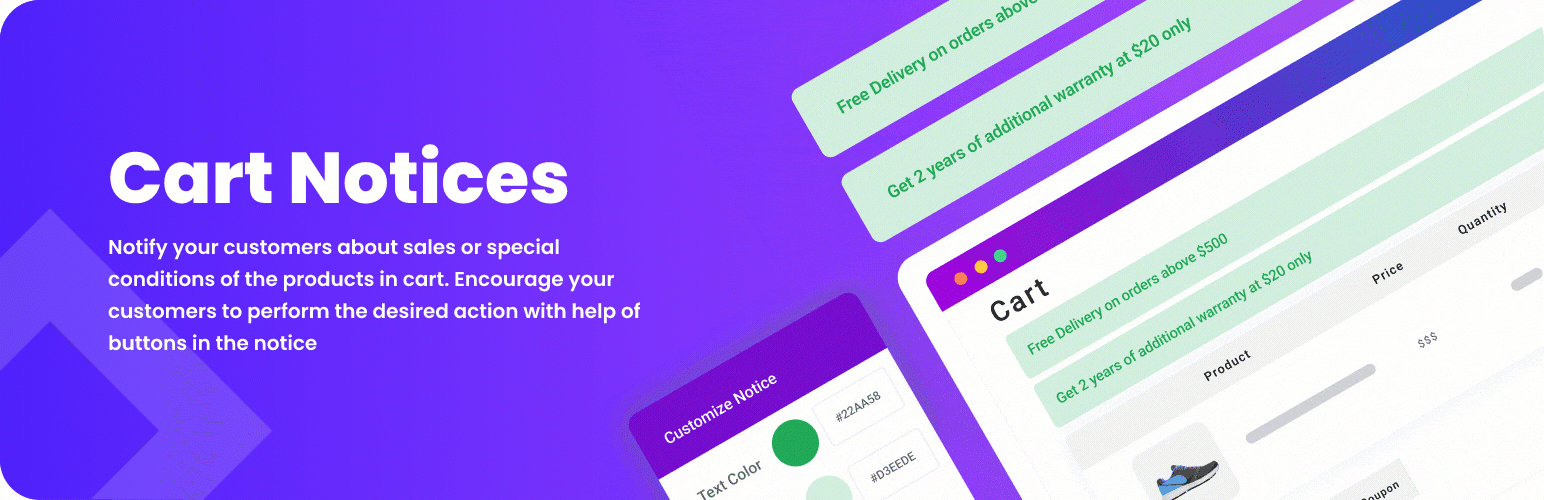 Cart Notices
Notify your customers about sales or special
conditions of the products in cart. Encourage your
customers to perform the desired action with help of
buttons in the notice
Free Delivery on orders above
Get 2 years of additional warranty at $20 only
Cart
Free Delivery on orders above $500
Get 2 years of additional warranty at $20 only
Product Price Quantity
$$$
Customize Notice
Text Color #22AA58
#D3EEDE